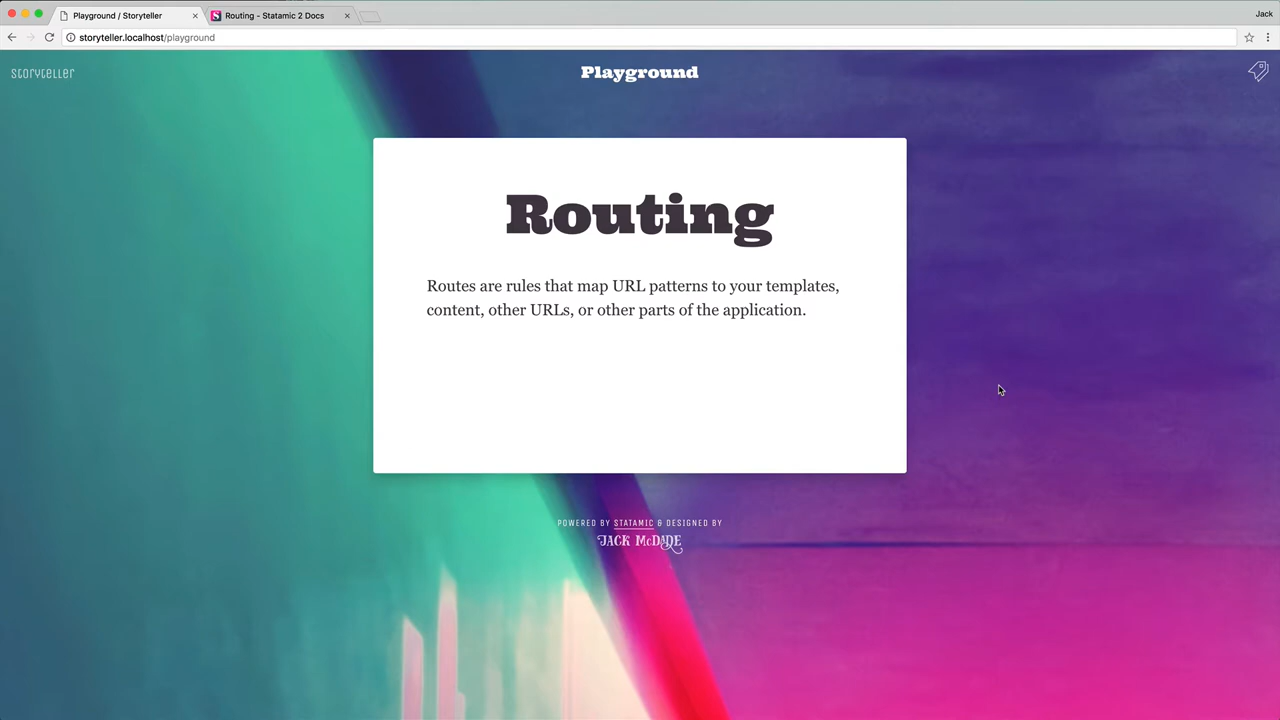 Playground / Storyteller
Routing - Statamic 2 Docs
Jack
storyteller.localhost/playground
storyteller
Playground
Routing
Routes are rules that map URL patterns to your templates,
content, other URLs, or other parts of the application.
POWERED BY STATAMIC & DESIGNED BY
JACK McDADE